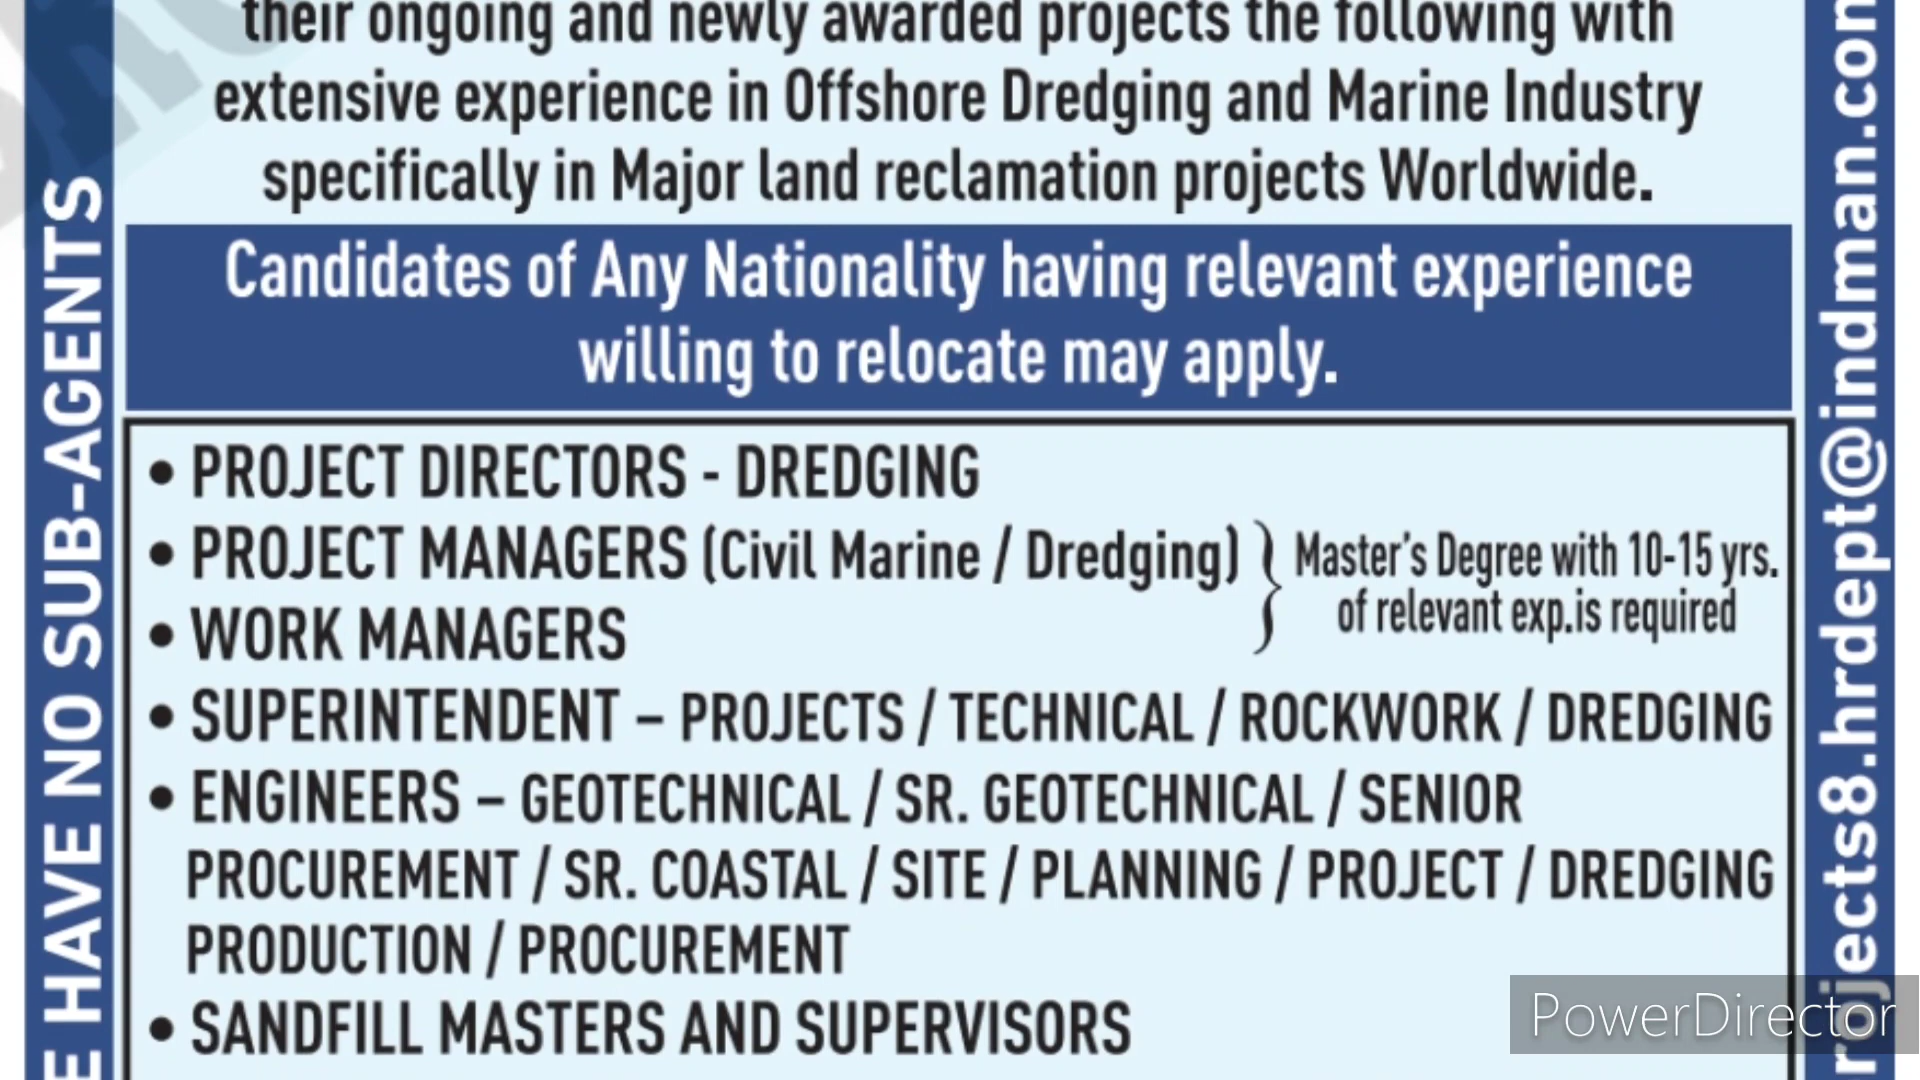 their ongoing and newly awarded projects the following with
extensive experience in Offshore Dredging and Marine Industry
specifically in Major land reclamation projects Worldwide.
Candidates of Any Nationality having relevant experience
willing to relocate may apply.
• PROJECT DIRECTORS - DREDGING
• PROJECT MANAGERS (Civil Marine / Dredging)
• WORK MANAGERS
Master's Degree with 10-15 yrs.
of relevant exp.is required
• SUPERINTENDENT – PROJECTS / TECHNICAL / ROCKWORK / DREDGING
• ENGINEERS – GEOTECHNICAL / SR. GEOTECHNICAL / SENIOR
PROCUREMENT / SR. COASTAL / SITE / PLANNING / PROJECT / DREDGING
PRODUCTION / PROCUREMENT
• SANDFILL MASTERS AND SUPERVISORS
E HAVE NO SUB-AGENTS
rojects8.hrdept@indman.con
PowerDirector